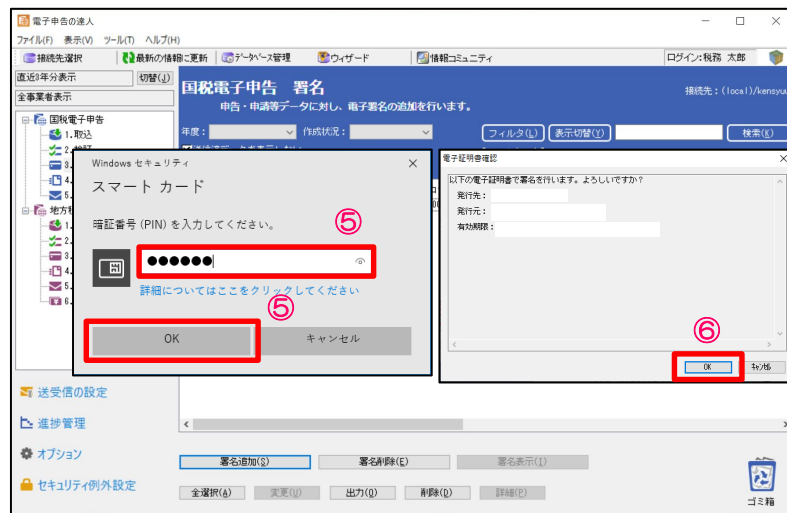 電子申告の達人
ファイル(F) 表示(V) ツール(T) ヘルプ(H)
接続先選択 最新の情報に更新 データベース管理 ウィザード 情報コミュニティ ログイン:税務 太郎
直近3年分表示 切替(J)
全事業者表示
国税電子申告 署名
接続先：(local)/kensyuu
申告・申請等データに対し、電子署名の追加を行います。
年度： 作成状況： フィルタ(L) 表示切替(Y) 検索(K)
国税電子申告
1.取込
2.
3.
4.
5.
地方税
1.
2.
3.
4.
5.
6.
Windows セキュリティ
スマート カード
暗証番号 (PIN) を入力してください。
⑤
●●●●●●
詳細についてはここをクリックしてください
⑤
OK キャンセル
電子証明書確認
以下の電子証明書で署名を行います。よろしいですか？
発行先：
発行元：
有効期限：
⑥
OK キャンセル
送受信の設定
進捗管理
オプション
セキュリティ例外設定
署名追加(S) 署名削除(E) 署名表示(I)
全選択(A) 変更(U) 出力(O) 削除(D) 詳細(P)
ゴミ箱